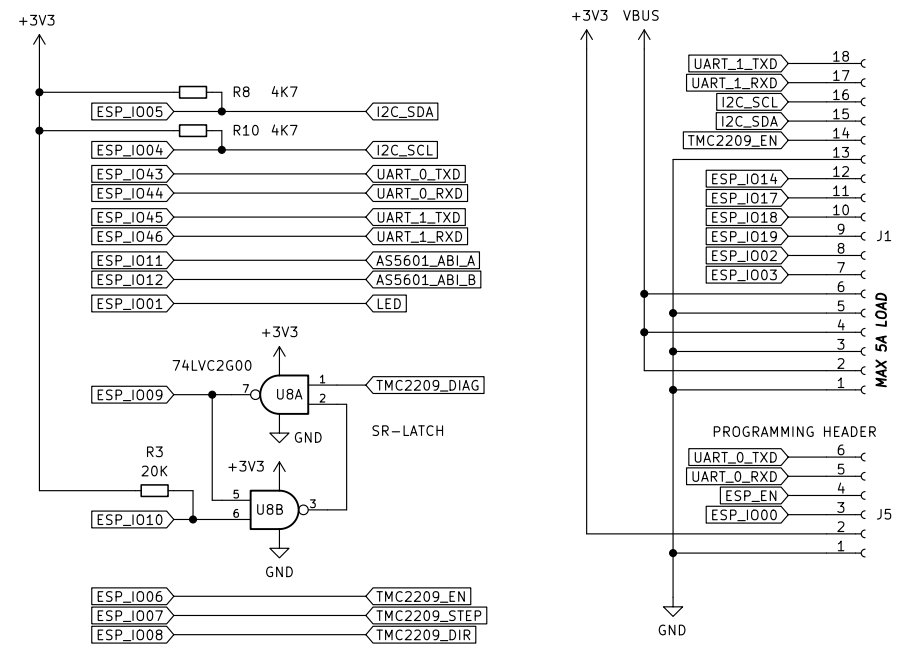 +3V3
R8 4K7
ESP_IO05 I2C_SDA
R10 4K7
ESP_IO04 I2C_SCL
ESP_IO43 UART_0_TXD
ESP_IO44 UART_0_RXD
ESP_IO45 UART_1_TXD
ESP_IO46 UART_1_RXD
ESP_IO11 AS5601_ABI_A
ESP_IO12 AS5601_ABI_B
ESP_IO01 LED
+3V3
74LVC2G00
ESP_IO09 7 U8A 1 TMC2209_DIAG
2
GND
SR-LATCH
R3
20K
+3V3
5
U8B 3
ESP_IO10 6
GND
ESP_IO06 TMC2209_EN
ESP_IO07 TMC2209_STEP
ESP_IO08 TMC2209_DIR
+3V3 VBUS
UART_1_TXD 18
UART_1_RXD 17
I2C_SCL 16
I2C_SDA 15
TMC2209_EN 14
13
ESP_IO14 12
ESP_IO17 11
ESP_IO18 10
ESP_IO19 9 J1
ESP_IO02 8
ESP_IO03 7
6
5
4
3
2
1
MAX 5A LOAD
PROGRAMMING HEADER
UART_0_TXD 6
UART_0_RXD 5
ESP_EN 4
ESP_IO00 3 J5
2
1
GND